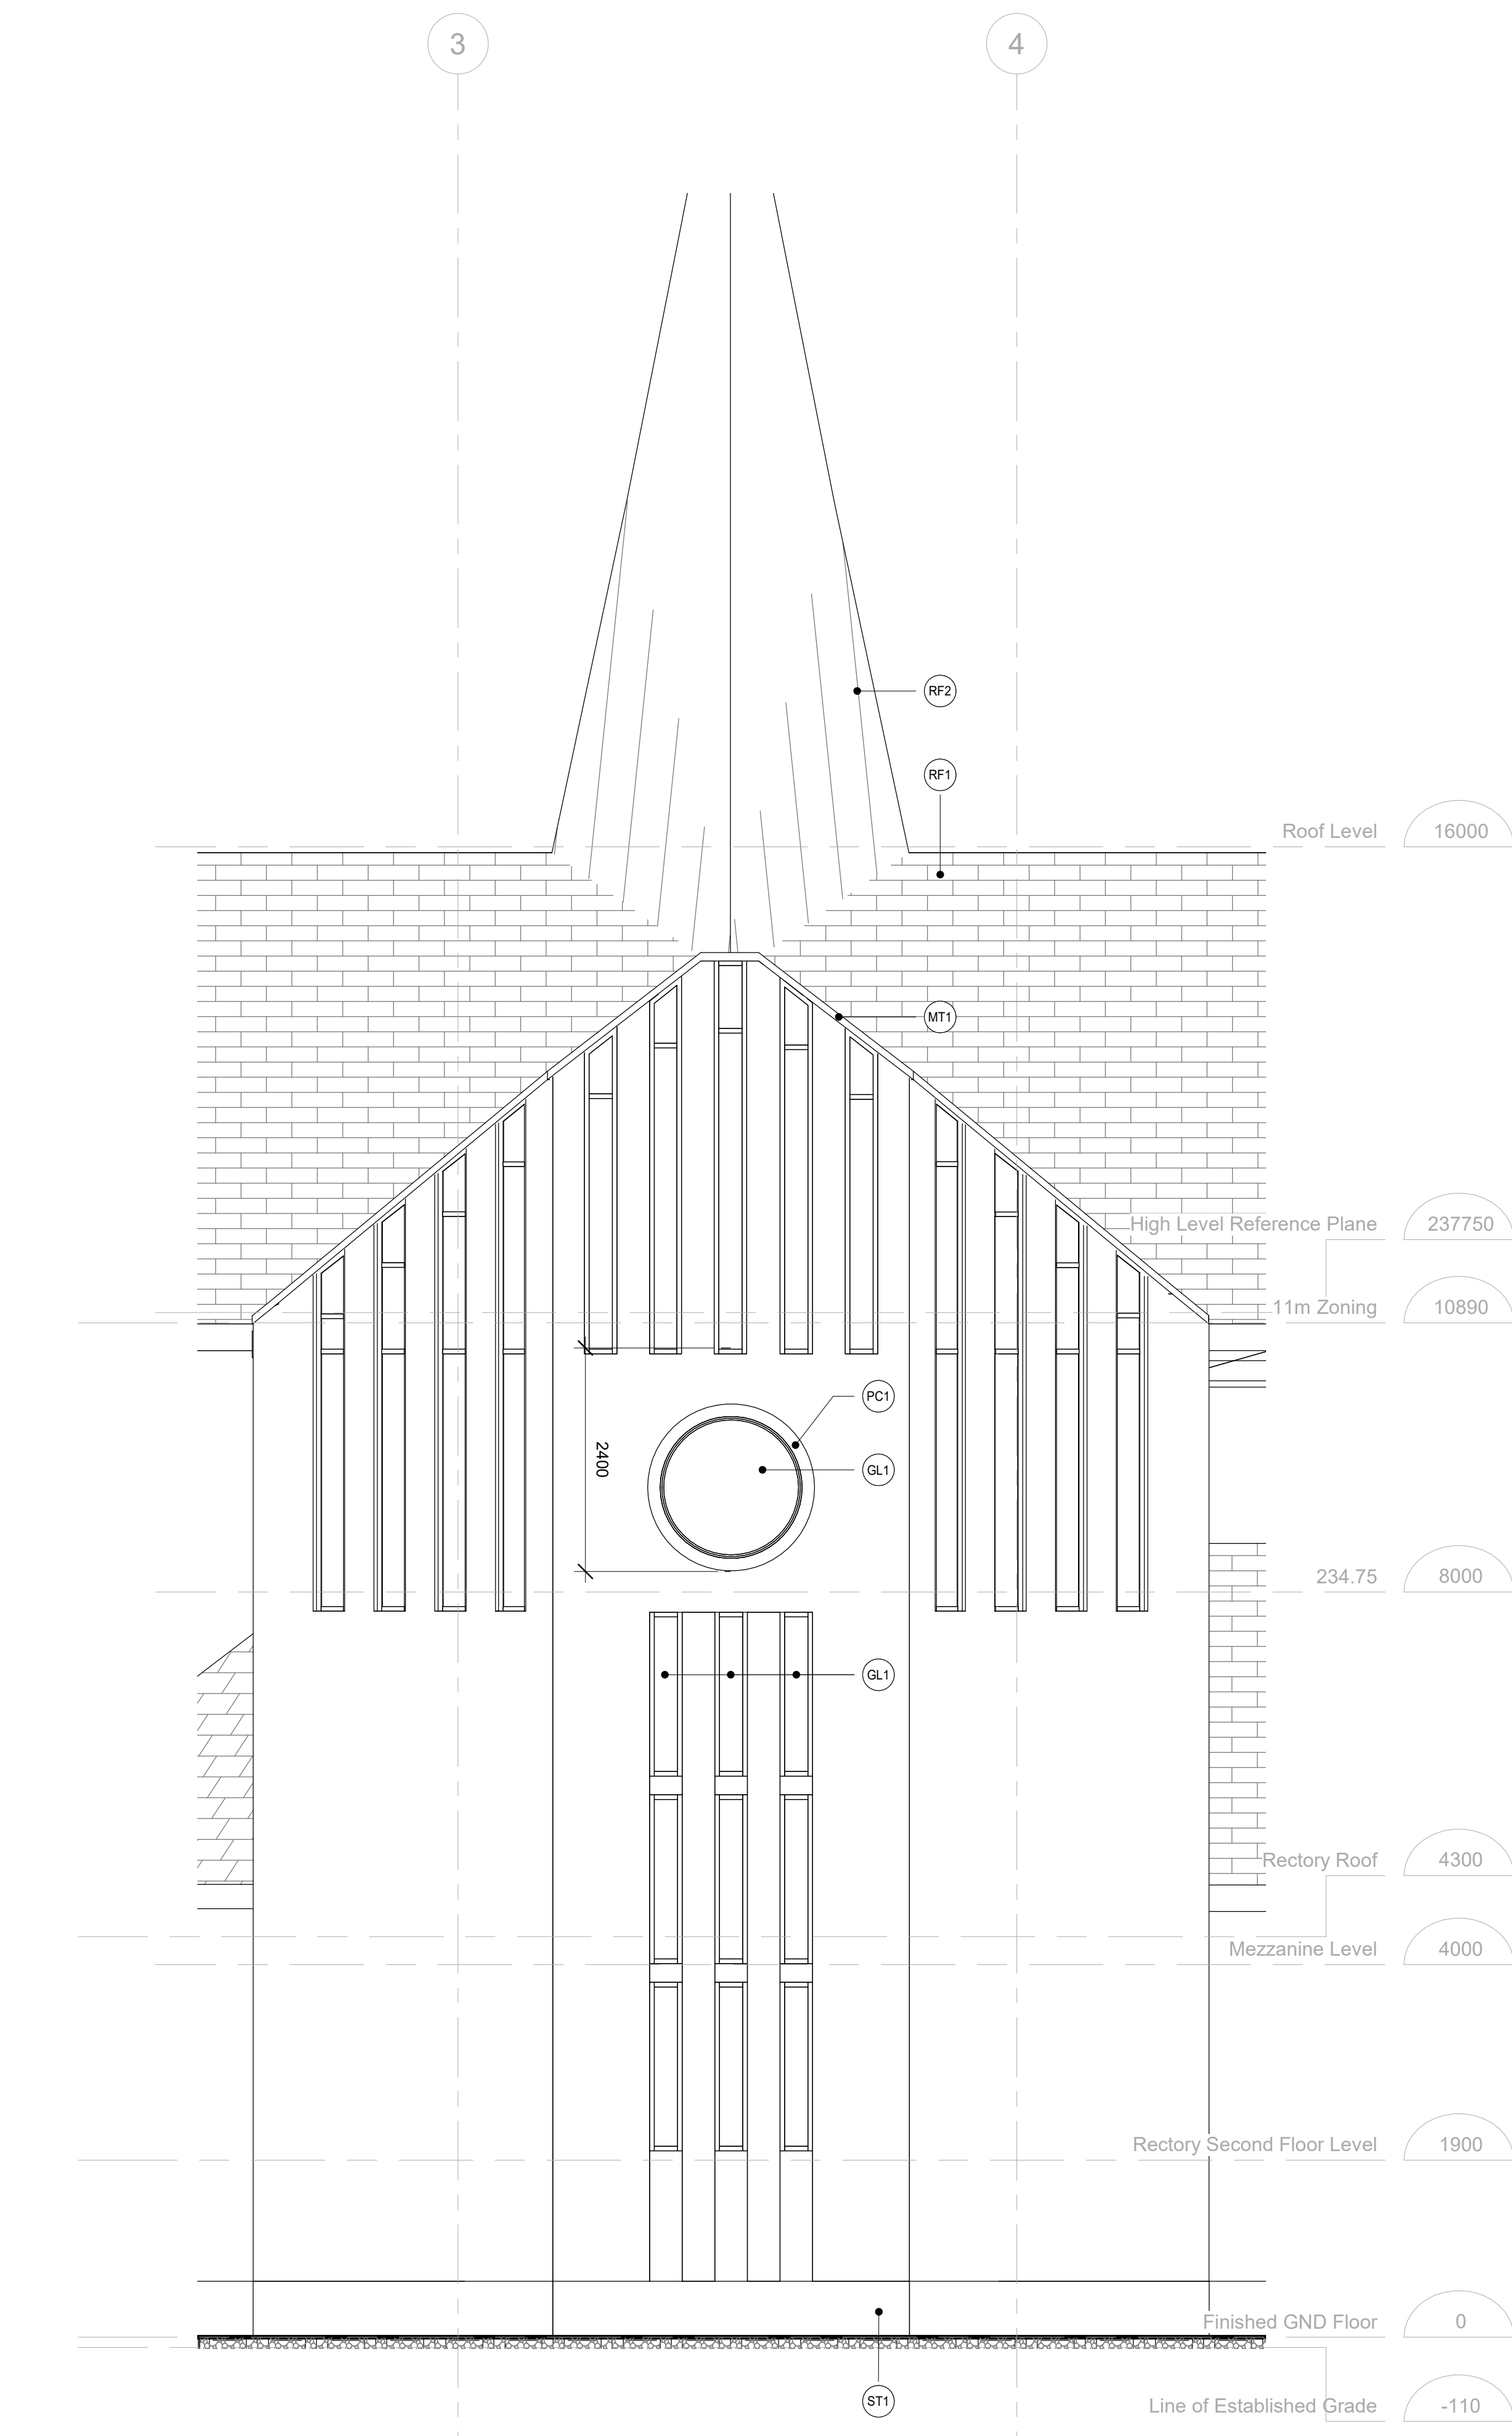 3
4
RF2
RF1
Roof Level 16000
MT1
High Level Reference Plane 237750
11m Zoning 10890
PC1
2400
GL1
234.75 8000
GL1
Rectory Roof 4300
Mezzanine Level 4000
Rectory Second Floor Level 1900
Finished GND Floor 0
ST1
Line of Established Grade -110